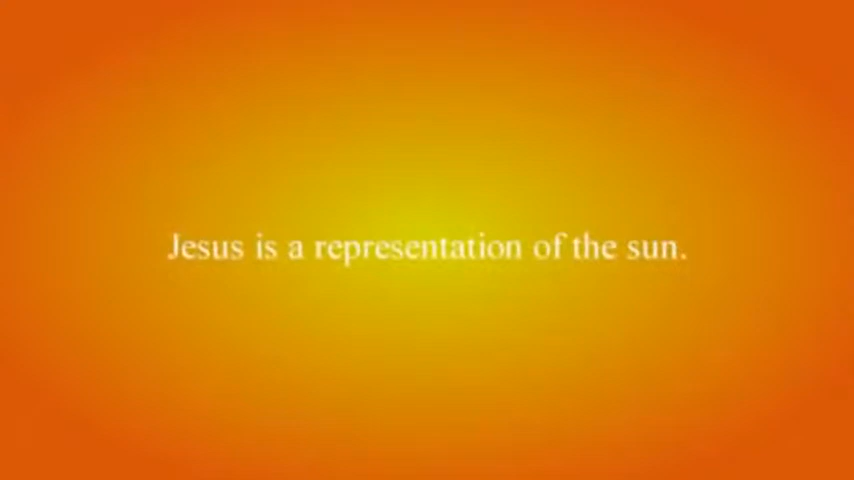 Jesus is a representation of the sun.